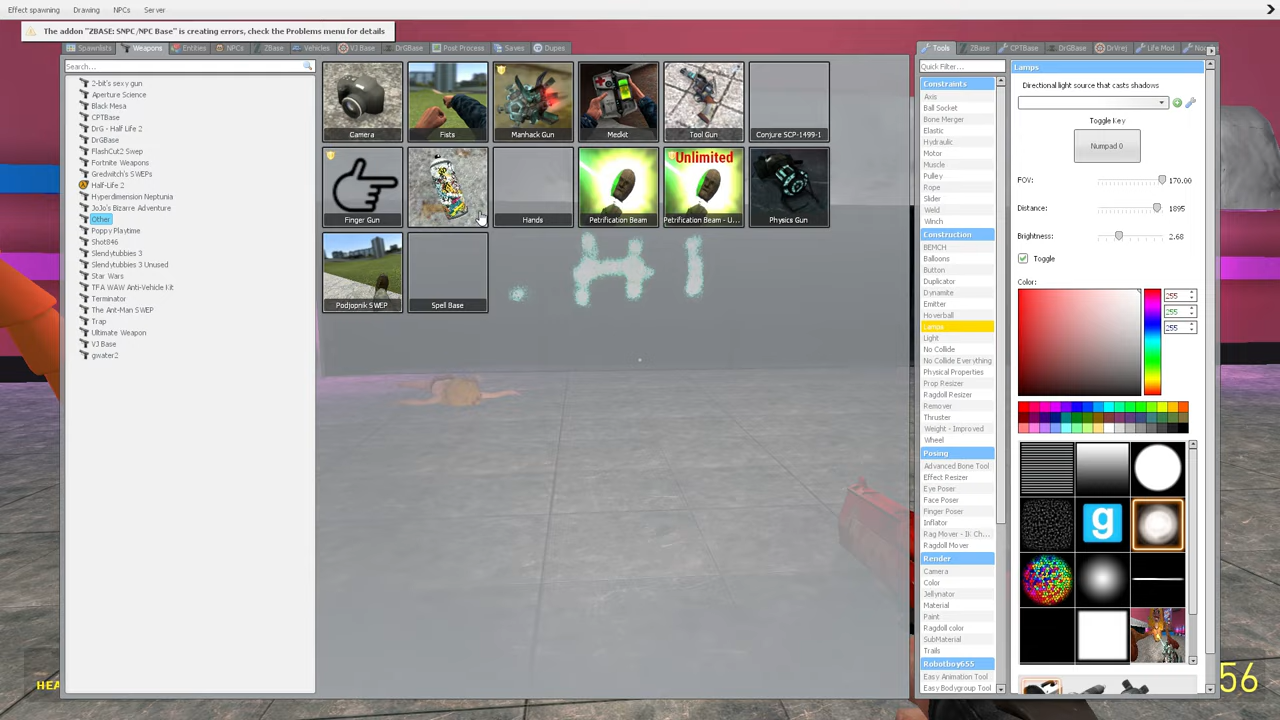 Effect spawning Drawing NPCs Server
The addon "ZBASE: SNPC/NPC Base" is creating errors, check the Problems menu for details
Spawnlists Weapons Entities NPCs ZBase Vehicles VJ Base DrGBase Post Process Saves Dupes
Search...
2-bit's sexy gun
Aperture Science
Black Mesa
CPTBase
DrG - Half Life 2
DrGBase
FlashCut2 Swep
Fortnite Weapons
Gredwitch's SWEPs
Half-Life 2
Hyperdimension Neptunia
JoJo's Bizarre Adventure
Other
Poppy Playtime
Shot846
Slendytubbies 3
Slendytubbies 3 Unused
Star Wars
TFA WAW Anti-Vehicle Kit
Terminator
The Ant-Man SWEP
Trap
Ultimate Weapon
VJ Base
gwater2
Camera Fists Manhack Gun Medkit Tool Gun Conjure SCP-1499-1
Unlimited
Finger Gun Hands Petrification Beam Petrification Beam - U... Physics Gun
Podjopnik SWEP Spell Base
HI
HEA
56
Tools ZBase CPTBase DrGBase DrVrej Life Mod
Quick Filter...
Constraints
Axis
Ball Socket
Bone Merger
Elastic
Hydraulic
Motor
Muscle
Pulley
Rope
Slider
Weld
Winch
Construction
BEMCH
Balloons
Button
Duplicator
Dynamite
Emitter
Hoverball
Lamps
Light
No Collide
No Collide Everything
Physical Properties
Prop Resizer
Ragdoll Resizer
Remover
Thruster
Weight - Improved
Wheel
Posing
Advanced Bone Tool
Effect Resizer
Eye Poser
Face Poser
Finger Poser
Inflator
Rag Mover - Ik Ch...
Ragdoll Mover
Render
Camera
Color
Jellynator
Material
Paint
Ragdoll color
SubMaterial
Trails
Robotboy655
Easy Animation Tool
Easy Bodygroup Tool
Lamps
Directional light source that casts shadows
Toggle Key
Numpad 0
FOV: 170.00
Distance: 1895
Brightness: 2.68
Toggle
Color:
255
255
255
g